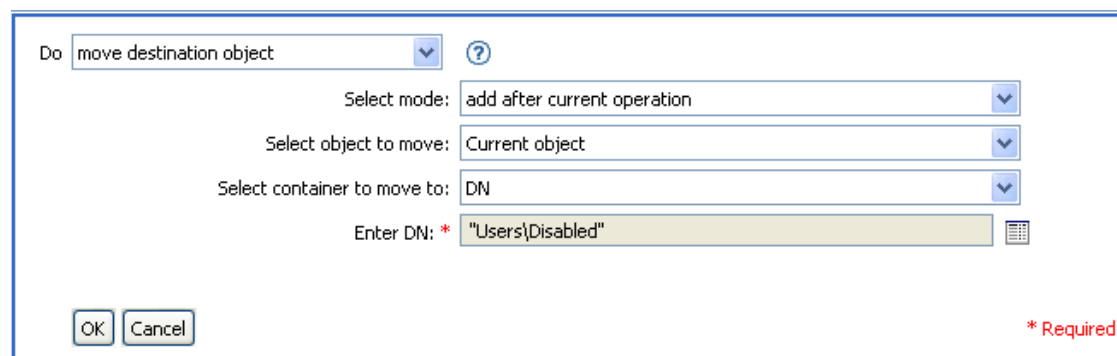 Do move destination object ?
Select mode: add after current operation
Select object to move: Current object
Select container to move to: DN
Enter DN: * "Users\Disabled"
OK Cancel * Required